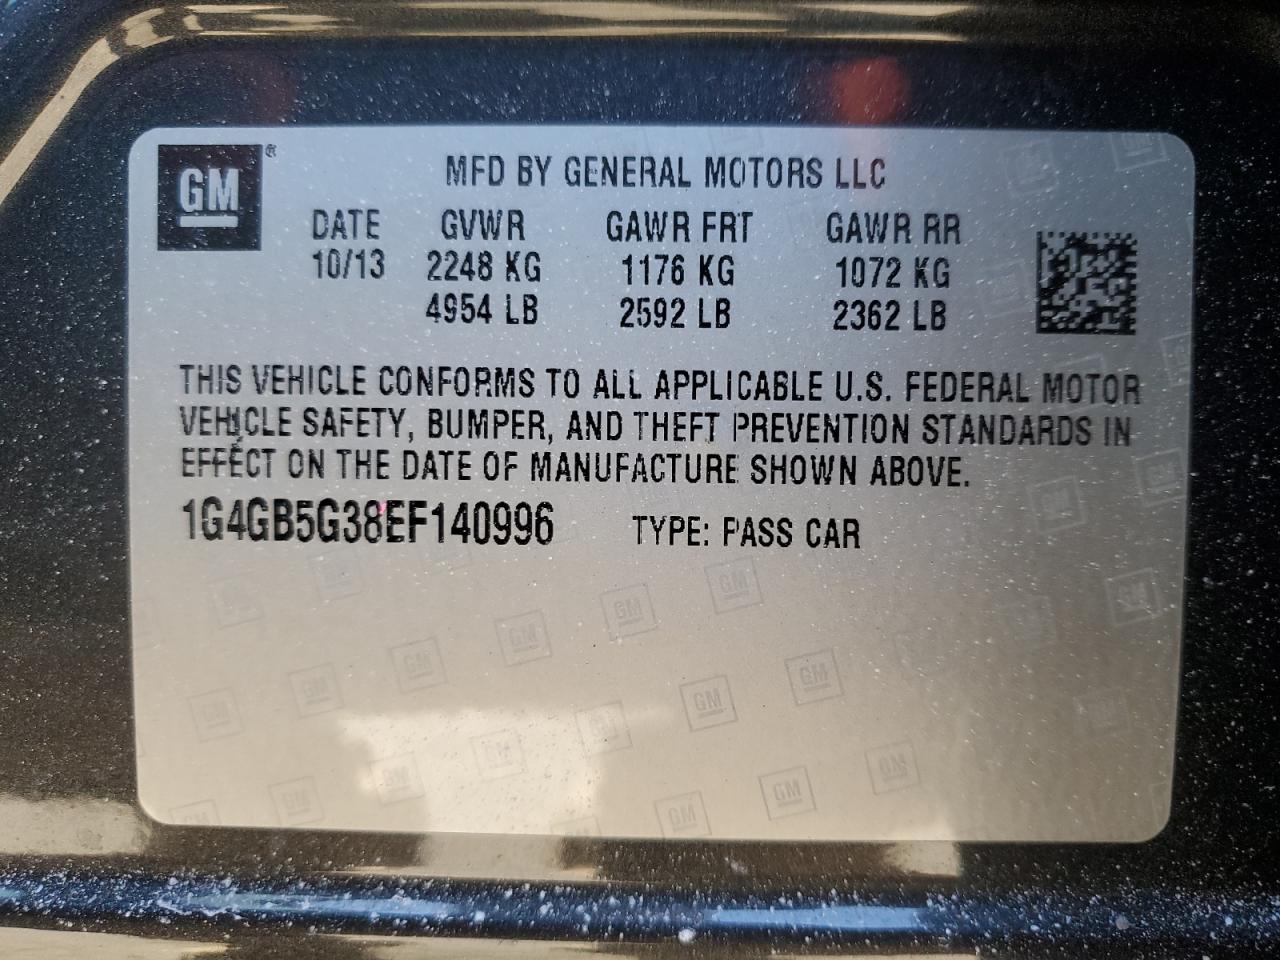 GM ®
MFD BY GENERAL MOTORS LLC
DATE GVWR GAWR FRT GAWR RR
10/13 2248 KG 1176 KG 1072 KG
4954 LB 2592 LB 2362 LB
THIS VEHICLE CONFORMS TO ALL APPLICABLE U.S. FEDERAL MOTOR
VEHICLE SAFETY, BUMPER, AND THEFT PREVENTION STANDARDS IN
EFFECT ON THE DATE OF MANUFACTURE SHOWN ABOVE.
1G4GB5G38EF140996 TYPE: PASS CAR